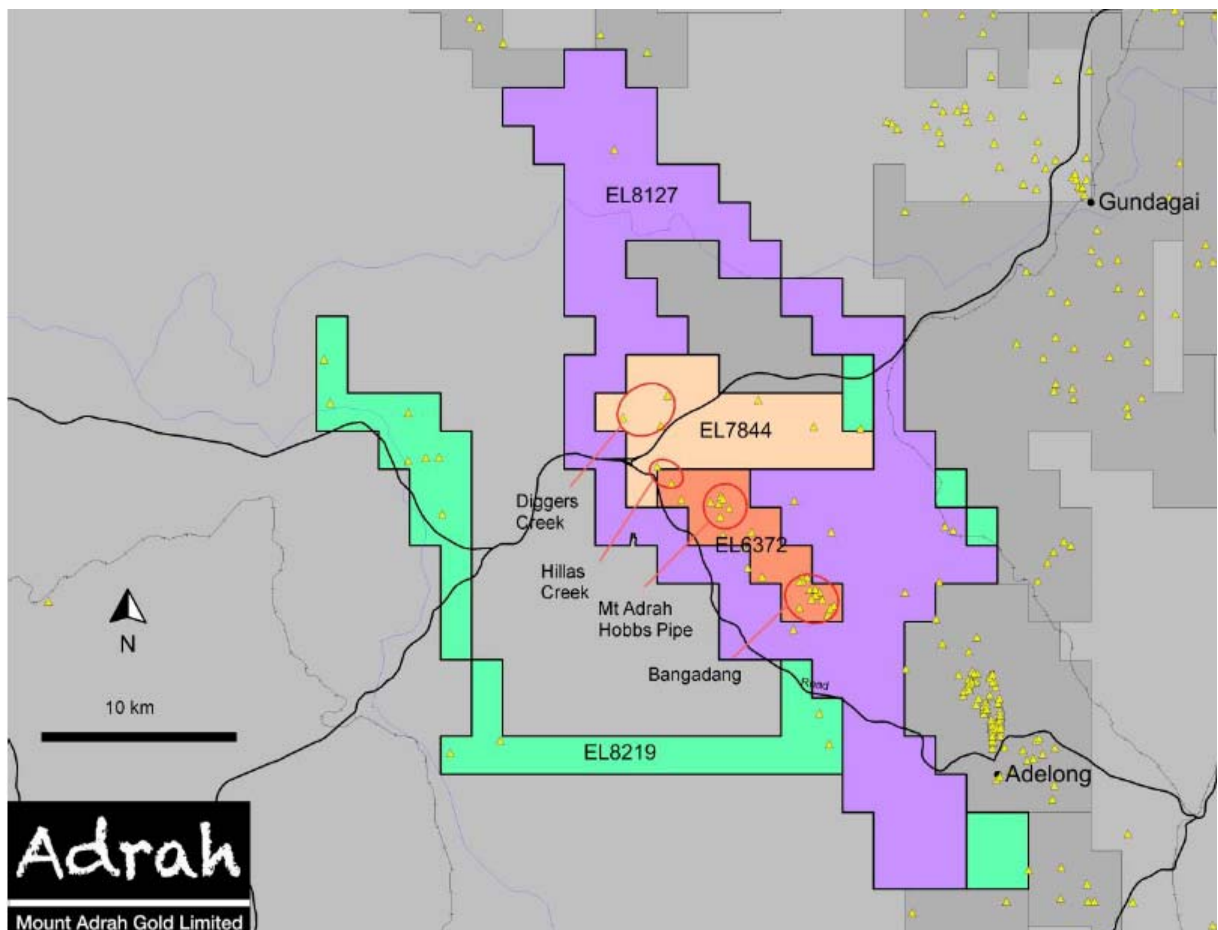 EL8127
Gundagai
EL7844
Diggers
Creek
EL6372
Hillas
Creek
Mt Adrah
Hobbs Pipe
N
Bangadang
Road
10 km
EL8219
Adelong
Adrah
Mount Adrah Gold Limited